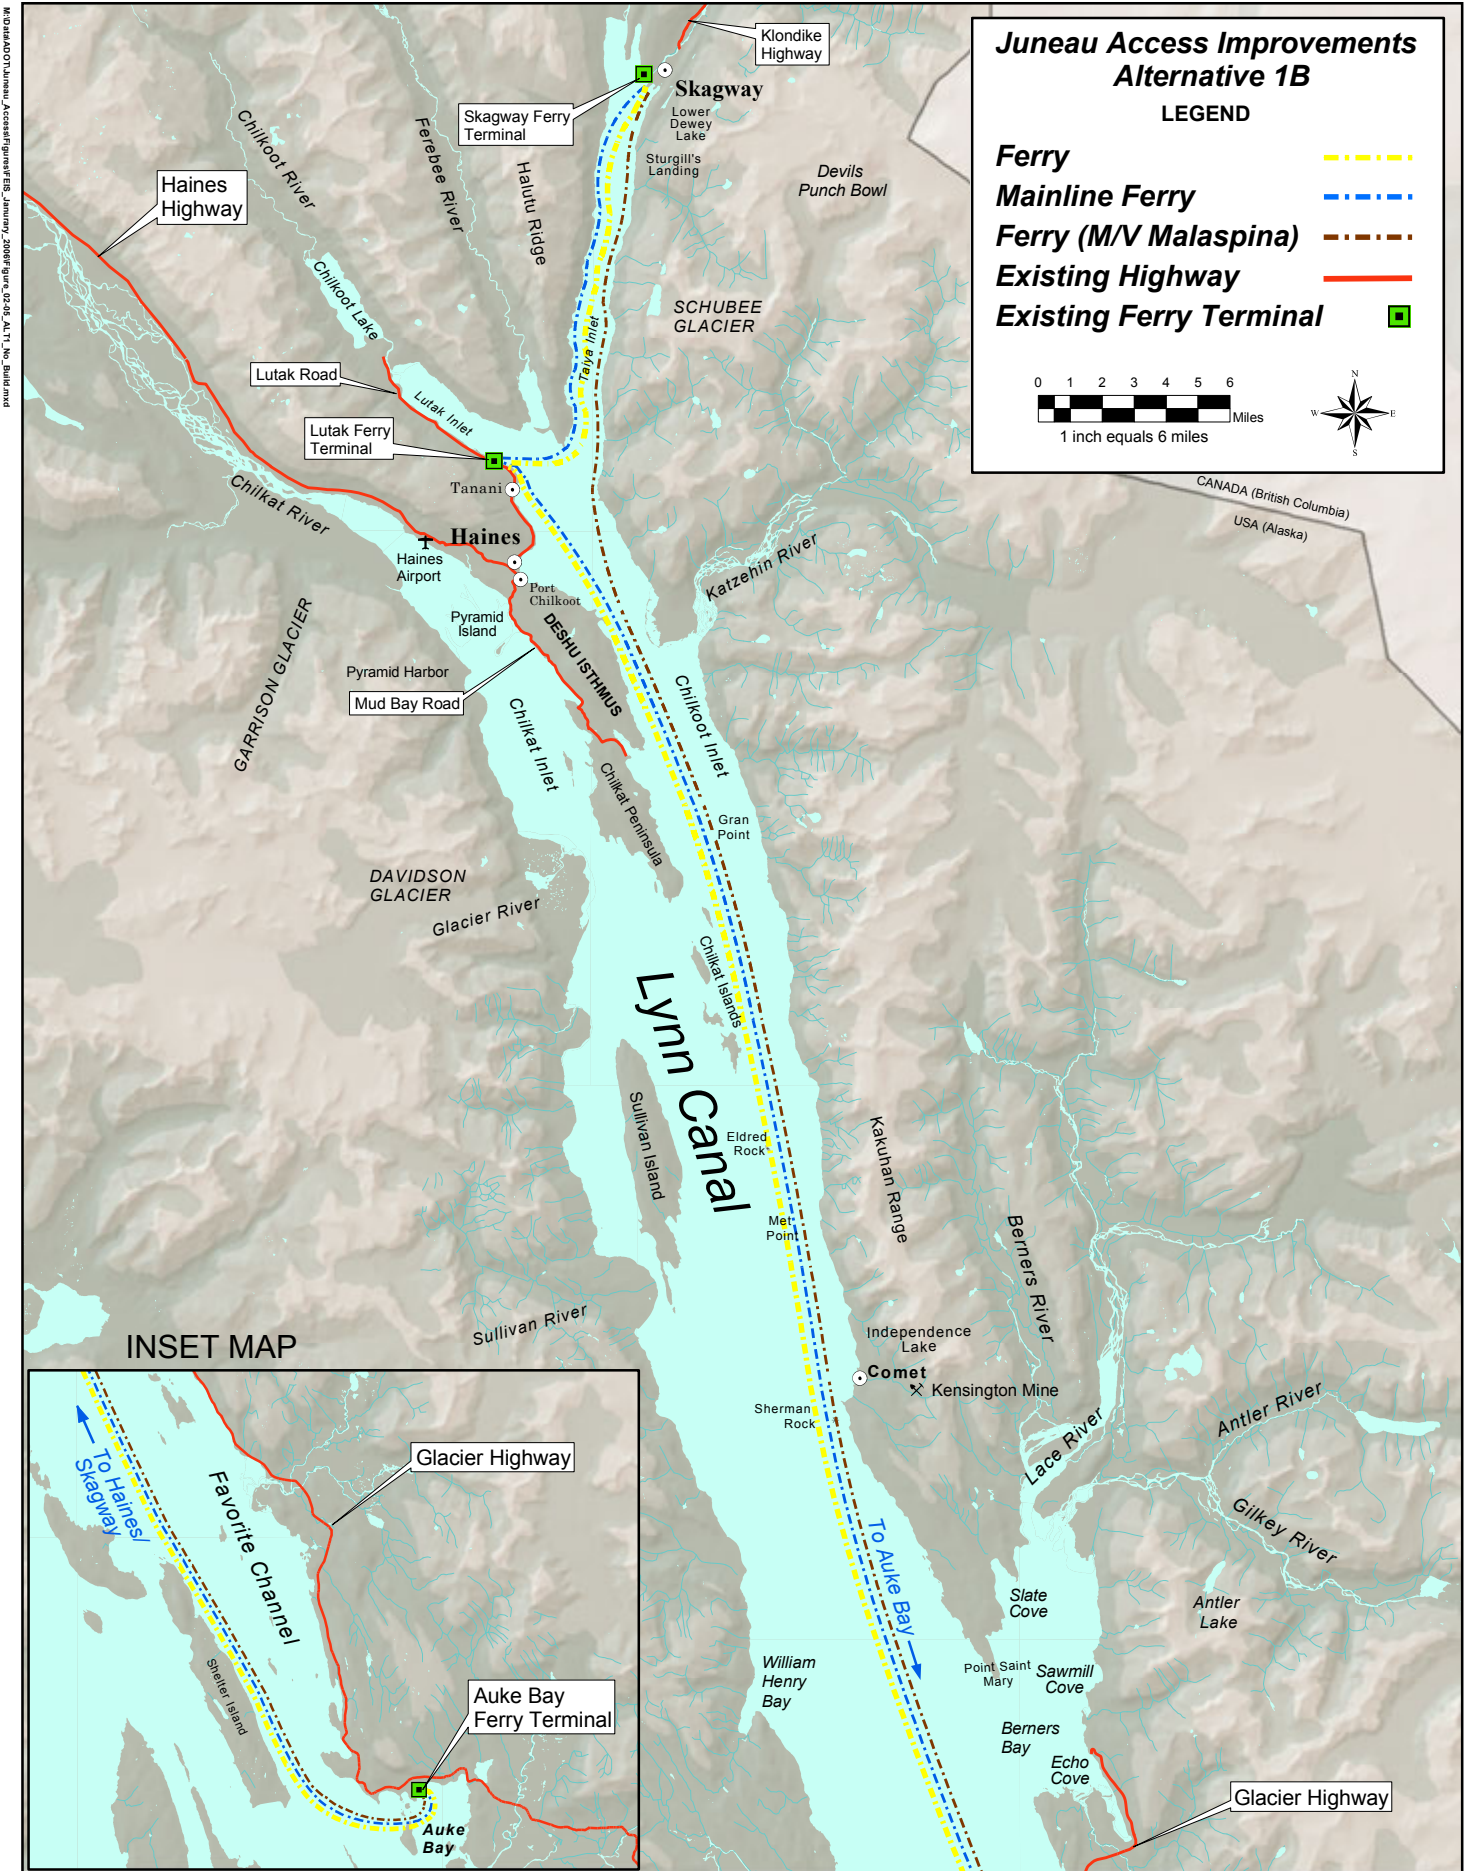 M:\Data\ADOT\Juneau_Access\Figures\FEIS_Janurary_2006\Figure_02-05_ALT1_No_Build.mxd
Juneau Access Improvements
Alternative 1B
LEGEND
Ferry
Mainline Ferry
Ferry (M/V Malaspina)
Existing Highway
Existing Ferry Terminal
0 1 2 3 4 5 6
Miles
1 inch equals 6 miles
N
W
E
S
CANADA (British Columbia)
USA (Alaska)
Klondike
Highway
Skagway
Skagway Ferry
Terminal
Lower
Dewey
Lake
Sturgill's
Landing
Devils
Punch Bowl
Chilkoot River
Ferebee River
Halutu Ridge
Haines
Highway
Chilkoot Lake
Taiya Inlet
SCHUBEE
GLACIER
Lutak Road
Lutak Inlet
Lutak Ferry
Terminal
Tanani
Chilkat River
Haines
Haines
Airport
Port
Chilkoot
Katzehin River
Pyramid
Island
DESHU ISTHMUS
GARRISON GLACIER
Pyramid Harbor
Mud Bay Road
Chilkat Inlet
Chilkoot Inlet
Chilkat Peninsula
Gran
Point
DAVIDSON
GLACIER
Glacier River
Chilkat Islands
Lynn Canal
Sullivan Island
Eldred
Rock
Kakuhan Range
Met
Point
Berners River
Sullivan River
Independence
Lake
Comet
Kensington Mine
Sherman
Rock
Lace River
Antler River
Gilkey River
To Auke Bay
Slate
Cove
Antler
Lake
William
Henry
Bay
Point Saint
Mary
Sawmill
Cove
Berners
Bay
Echo
Cove
Glacier Highway
INSET MAP
Glacier Highway
To Haines/
Skagway
Favorite Channel
Shelter Island
Auke Bay
Ferry Terminal
Auke
Bay